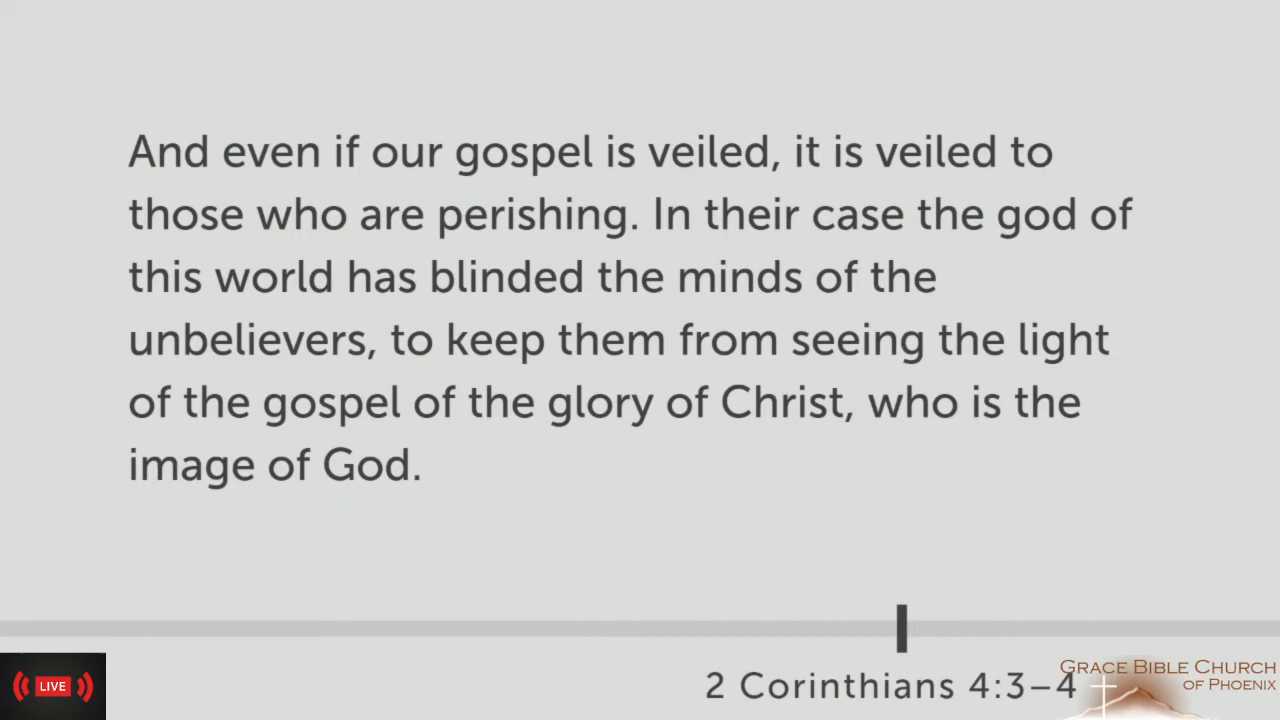 And even if our gospel is veiled, it is veiled to
those who are perishing. In their case the god of
this world has blinded the minds of the
unbelievers, to keep them from seeing the light
of the gospel of the glory of Christ, who is the
image of God.
2 Corinthians 4:3–4
LIVE
GRACE BIBLE CHURCH
OF PHOENIX